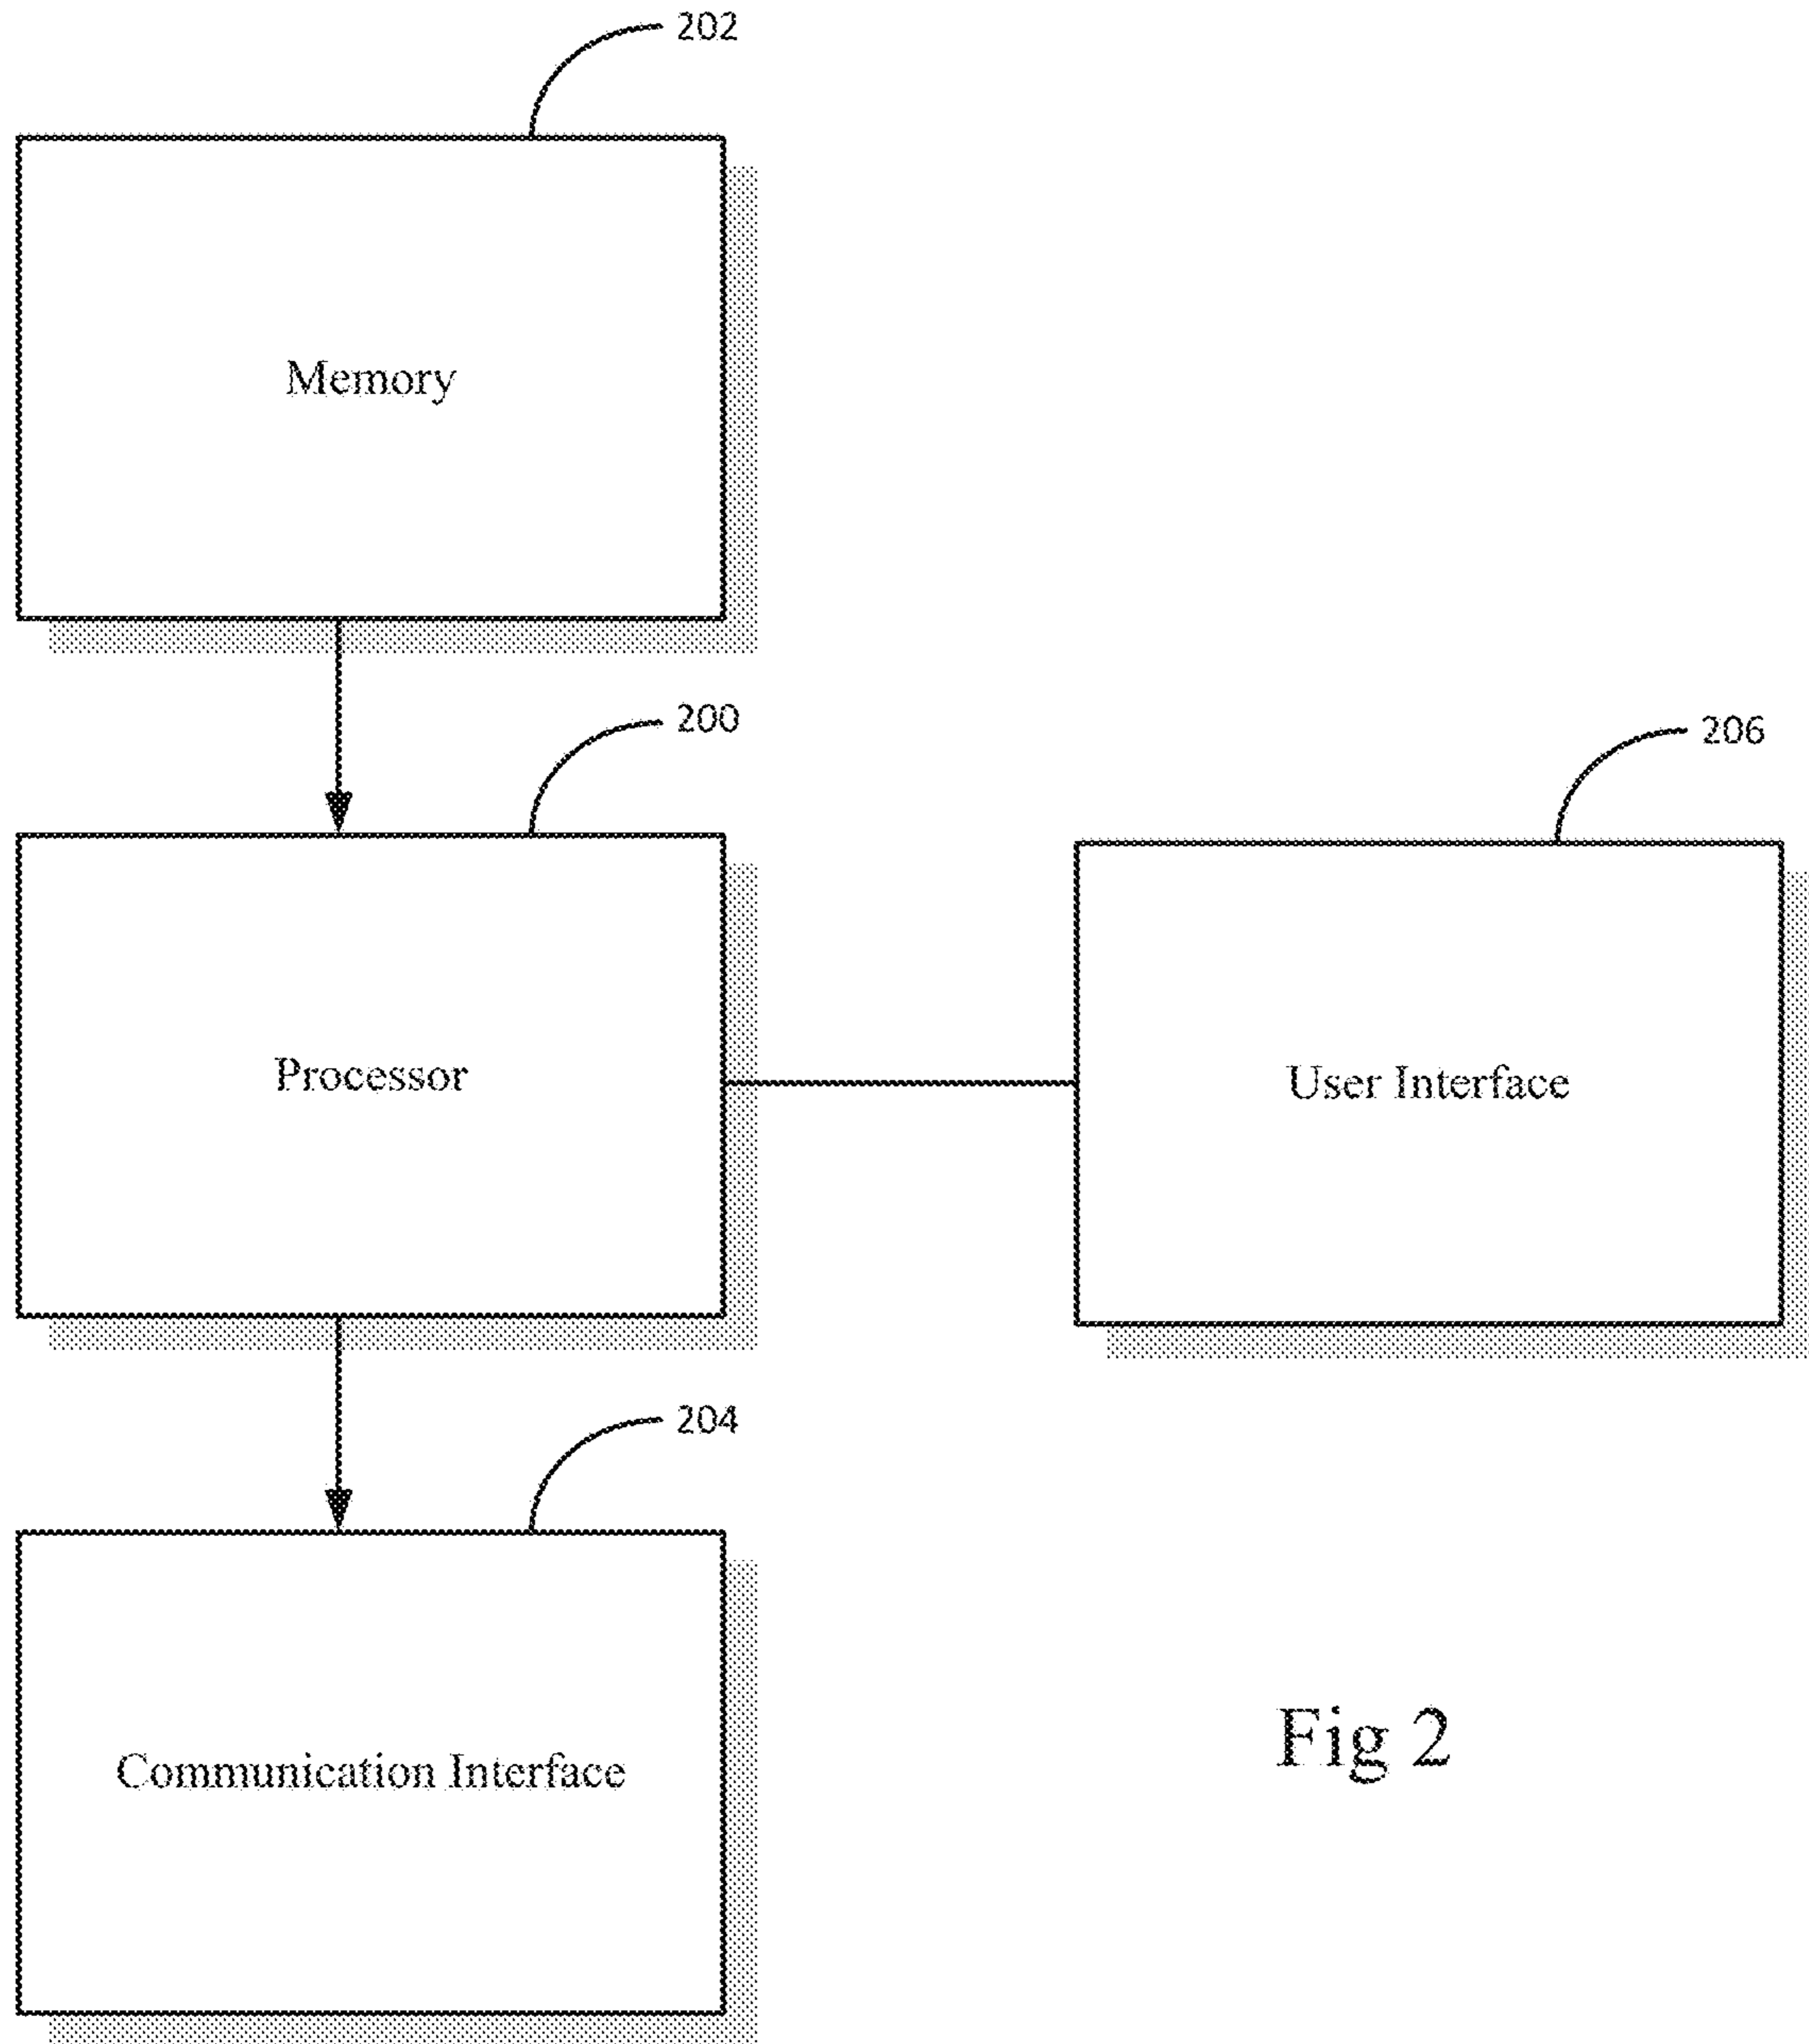 202
Memory
200
Processor
206
User Interface
204
Communication Interface
Fig 2